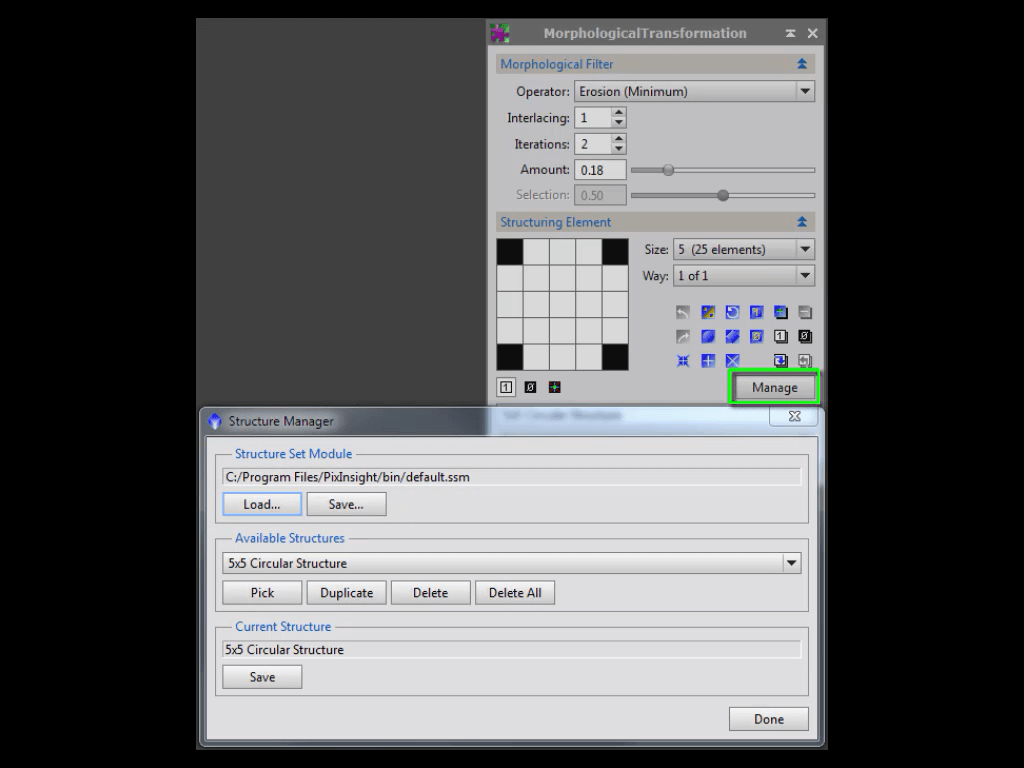 MorphologicalTransformation
Morphological Filter
Operator: Erosion (Minimum)
Interlacing: 1
Iterations: 2
Amount: 0.18
Selection: 0.50
Structuring Element
Size: 5 (25 elements)
Way: 1 of 1
Manage
Structure Manager
Structure Set Module
C:/Program Files/PixInsight/bin/default.ssm
Load... Save...
Available Structures
5x5 Circular Structure
Pick Duplicate Delete Delete All
Current Structure
5x5 Circular Structure
Save
Done